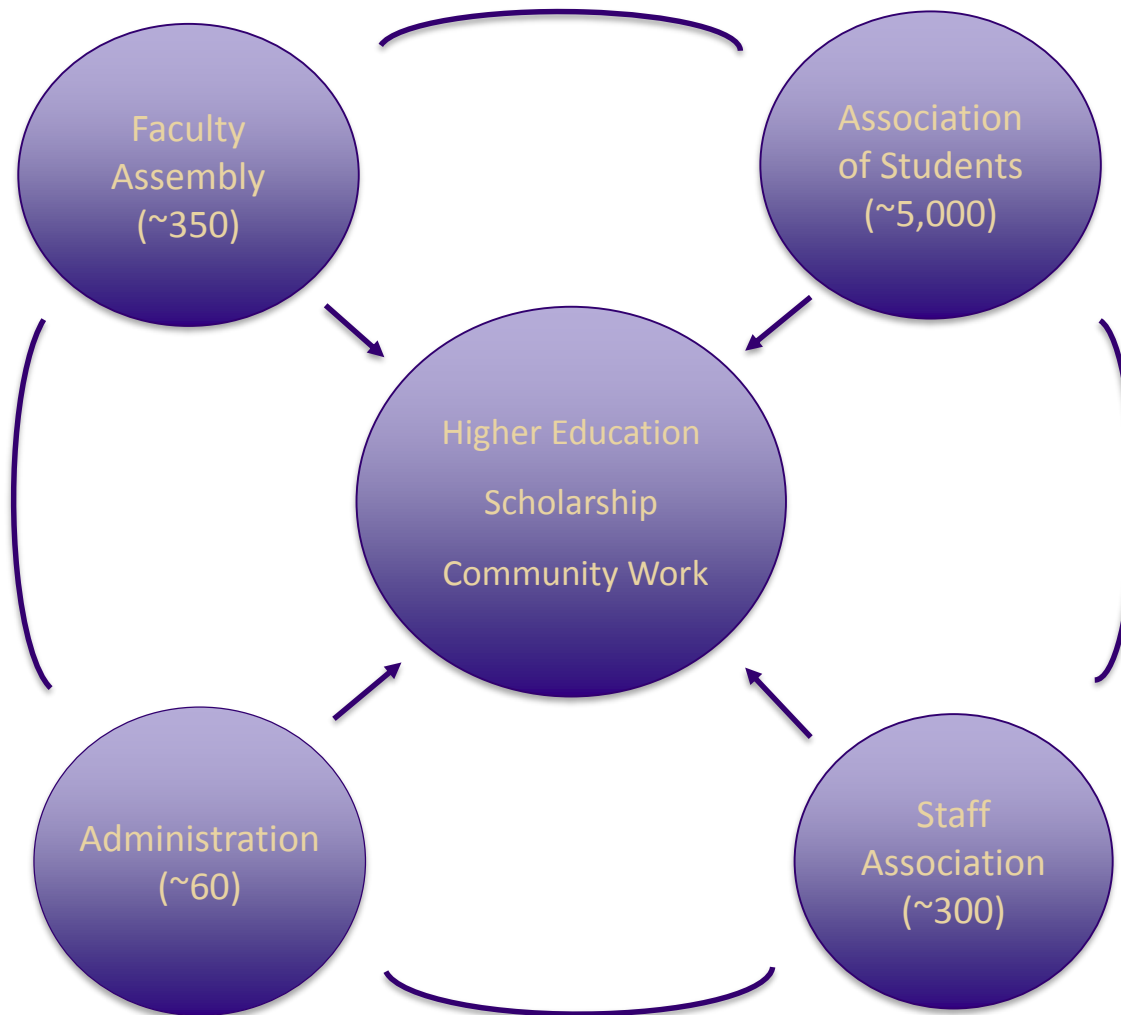 Faculty
Assembly
(~350)
Association
of Students
(~5,000)
Higher Education
Scholarship
Community Work
Administration
(~60)
Staff
Association
(~300)